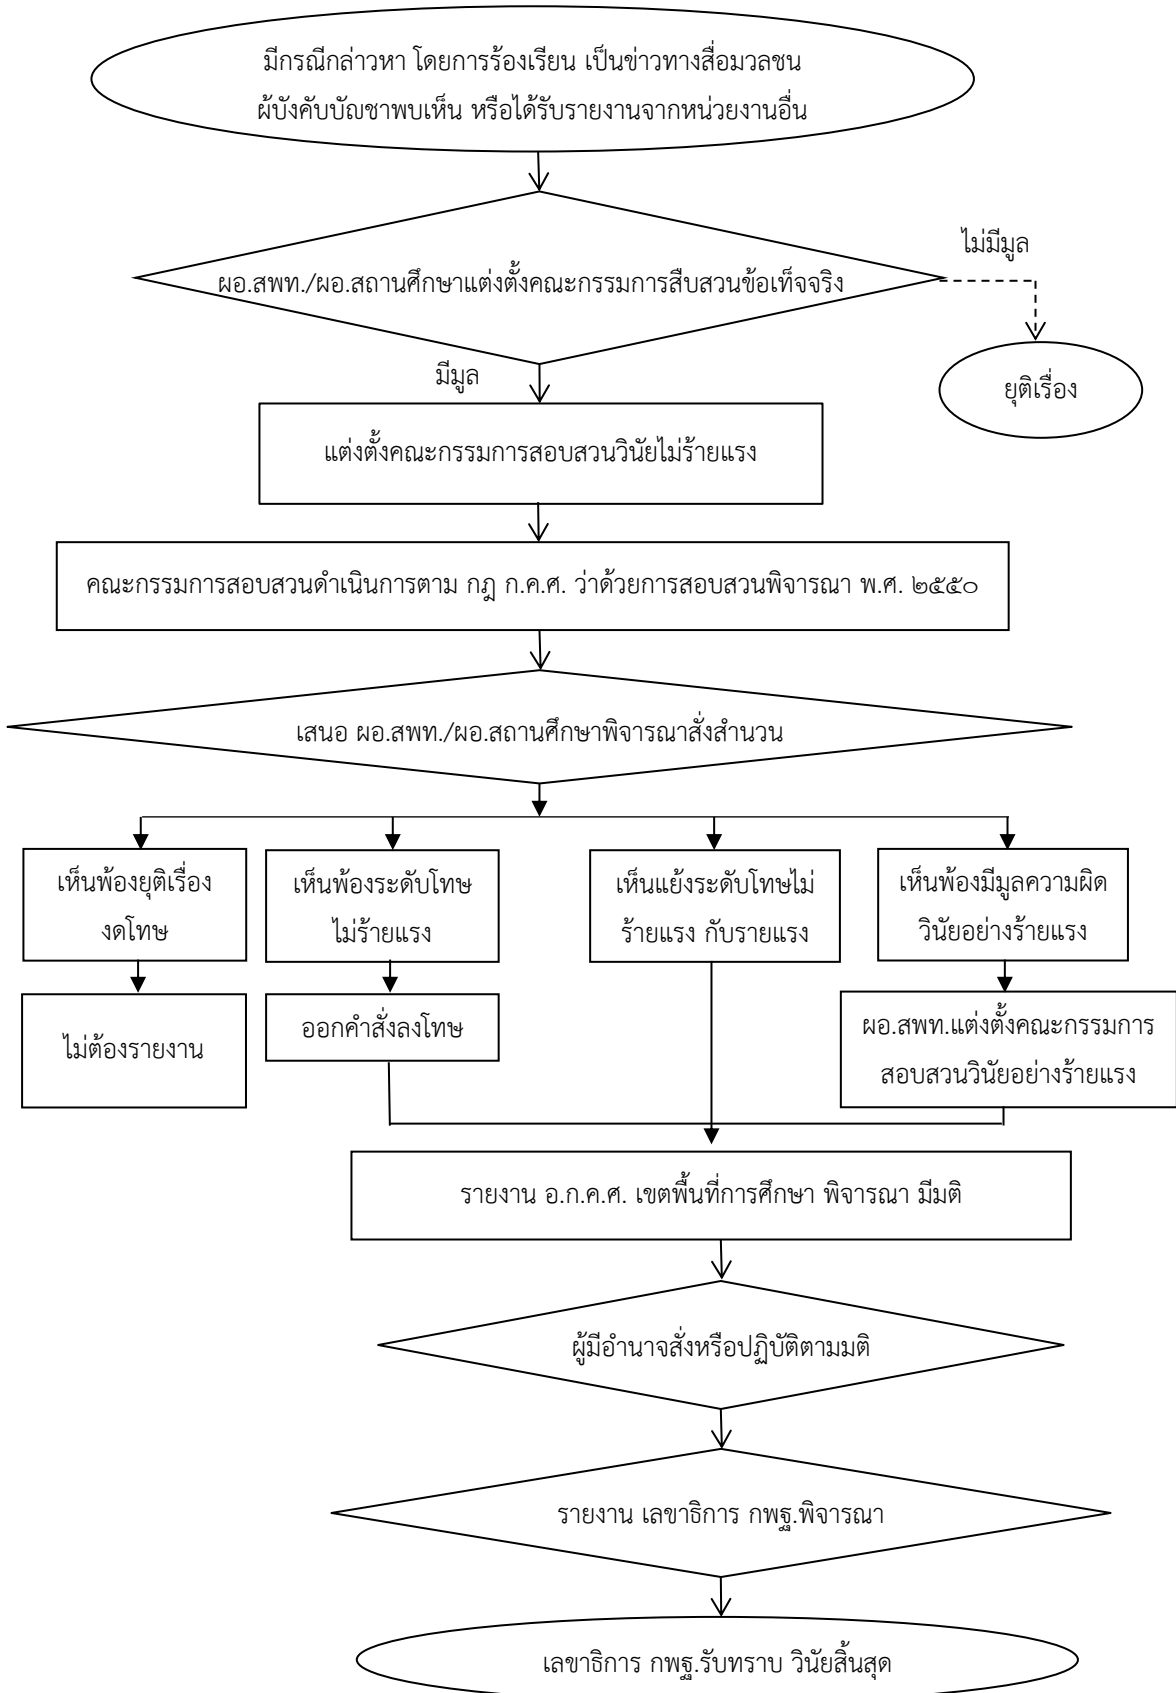 มีกรณีกล่าวหา โดยการร้องเรียน เป็นข่าวทางสื่อมวลชน
ผู้บังคับบัญชาพบเห็น หรือได้รับรายงานจากหน่วยงานอื่น
ไม่มีมูล
ผอ.สพท./ผอ.สถานศึกษาแต่งตั้งคณะกรรมการสืบสวนข้อเท็จจริง
มีมูล
ยุติเรื่อง
แต่งตั้งคณะกรรมการสอบสวนวินัยไม่ร้ายแรง
คณะกรรมการสอบสวนดำเนินการตาม กฎ ก.ค.ศ. ว่าด้วยการสอบสวนพิจารณา พ.ศ. ๒๕๕๐
เสนอ ผอ.สพท./ผอ.สถานศึกษาพิจารณาสั่งสำนวน
เห็นพ้องยุติเรื่อง
งดโทษ
เห็นพ้องระดับโทษ
ไม่ร้ายแรง
เห็นแย้งระดับโทษไม่
ร้ายแรง กับรายแรง
เห็นพ้องมีมูลความผิด
วินัยอย่างร้ายแรง
ไม่ต้องรายงาน
ออกคำสั่งลงโทษ
ผอ.สพท.แต่งตั้งคณะกรรมการ
สอบสวนวินัยอย่างร้ายแรง
รายงาน อ.ก.ค.ศ. เขตพื้นที่การศึกษา พิจารณา มีมติ
ผู้มีอำนาจสั่งหรือปฏิบัติตามมติ
รายงาน เลขาธิการ กพฐ.พิจารณา
เลขาธิการ กพฐ.รับทราบ วินัยสิ้นสุด